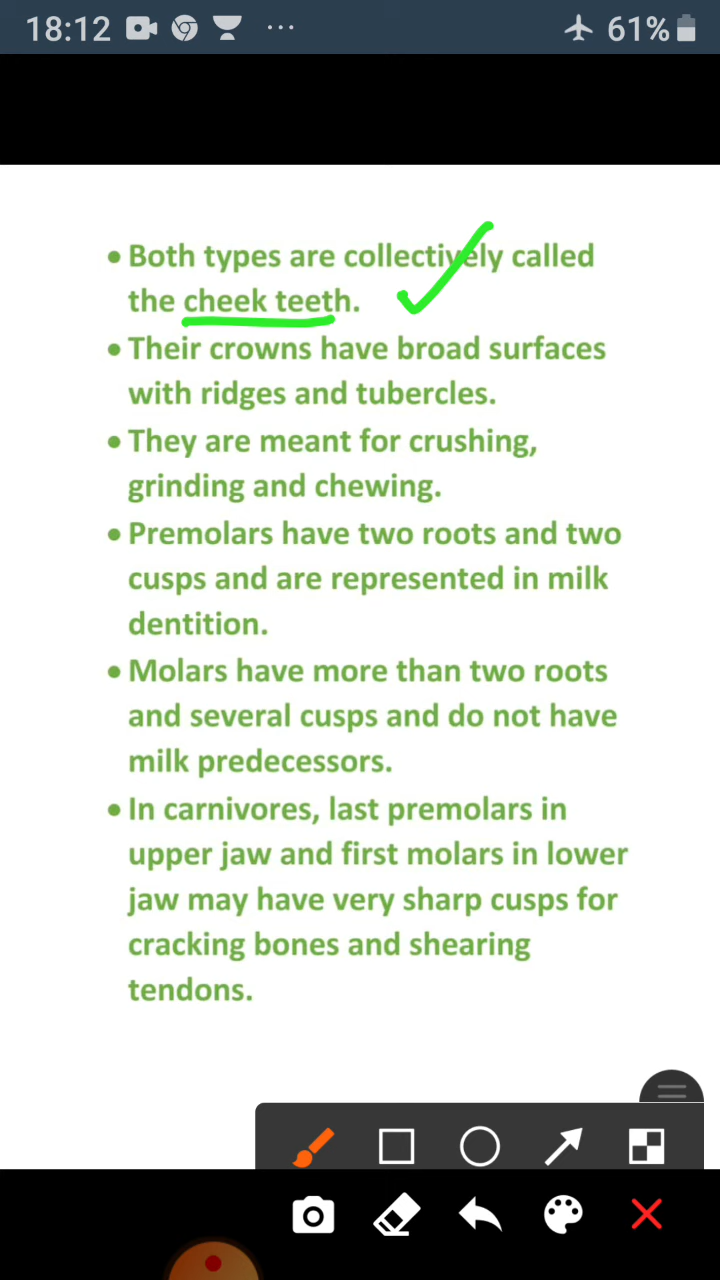 18:12 ... 61%
• Both types are collectively called
the cheek teeth.
• Their crowns have broad surfaces
with ridges and tubercles.
• They are meant for crushing,
grinding and chewing.
• Premolars have two roots and two
cusps and are represented in milk
dentition.
• Molars have more than two roots
and several cusps and do not have
milk predecessors.
• In carnivores, last premolars in
upper jaw and first molars in lower
jaw may have very sharp cusps for
cracking bones and shearing
tendons.